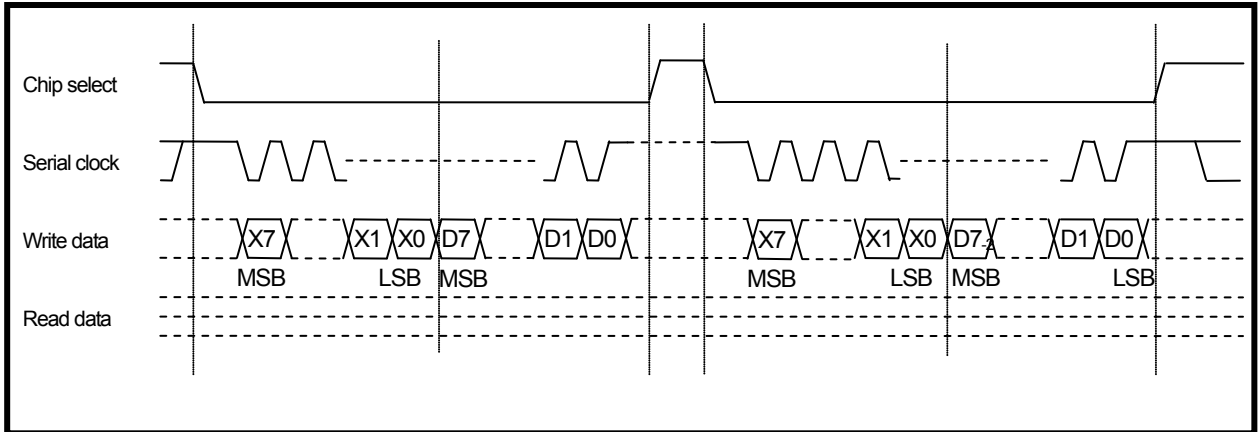 Chip select
Serial clock
Write data X7 X1 X0 D7 D1 D0 X7 X1 X0 D7-2 D1 D0
MSB LSB MSB MSB LSB MSB LSB
Read data